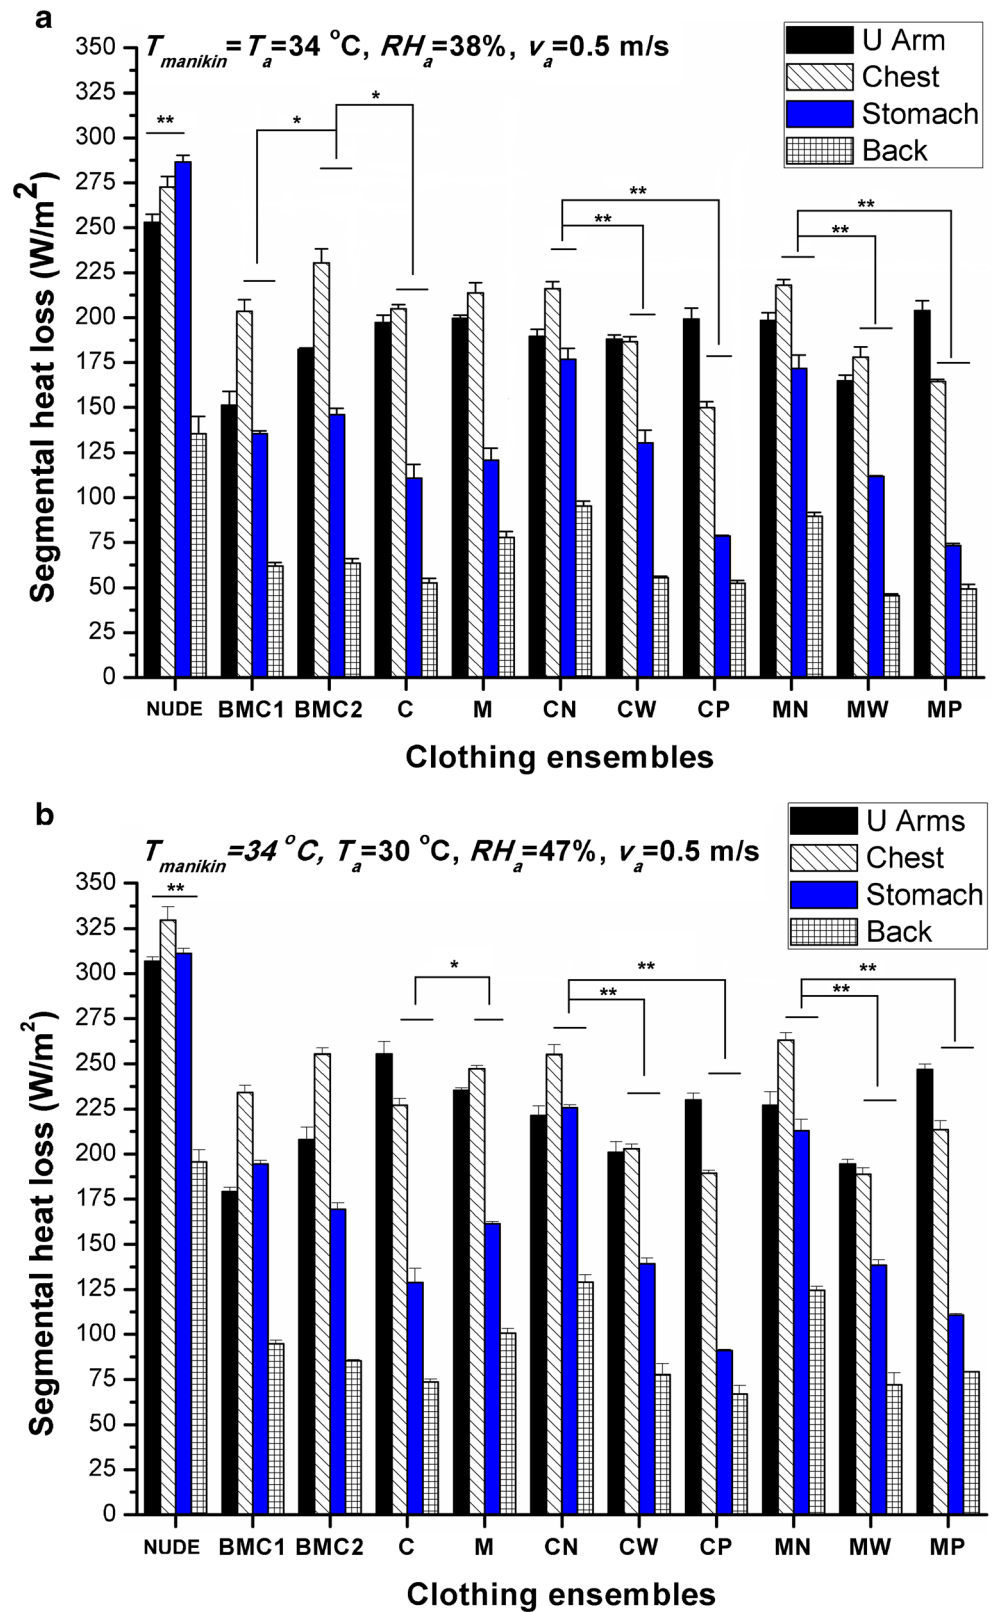 a
T_manikin = T_a=34 °C, RH_a=38%, v_a=0.5 m/s
U Arm
Chest
Stomach
Back
Segmental heat loss (W/m²)
350
325
300
275
250
225
200
175
150
125
100
75
50
25
0
** * * ** ** ** **
NUDE BMC1 BMC2 C M CN CW CP MN MW MP
Clothing ensembles
b
T_manikin=34 °C, T_a=30 °C, RH_a=47%, v_a=0.5 m/s
U Arms
Chest
Stomach
Back
Segmental heat loss (W/m²)
350
325
300
275
250
225
200
175
150
125
100
75
50
25
0
** * ** ** ** **
NUDE BMC1 BMC2 C M CN CW CP MN MW MP
Clothing ensembles